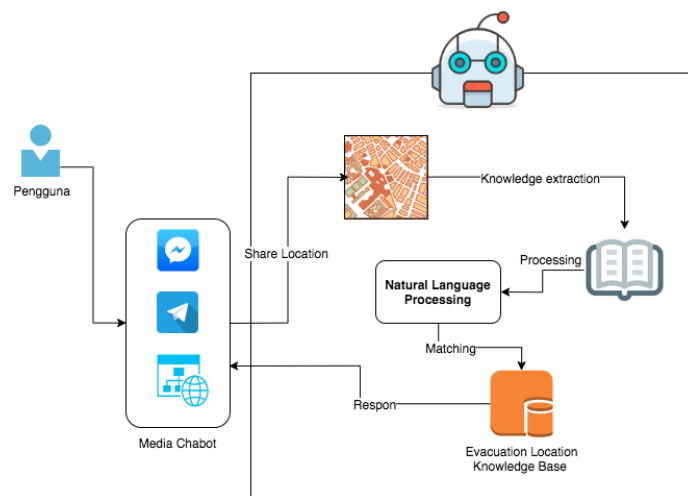 Pengguna
Share Location
Knowledge extraction
Processing
Natural Language
Processing
Matching
Respon
Media Chabot
Evacuation Location
Knowledge Base